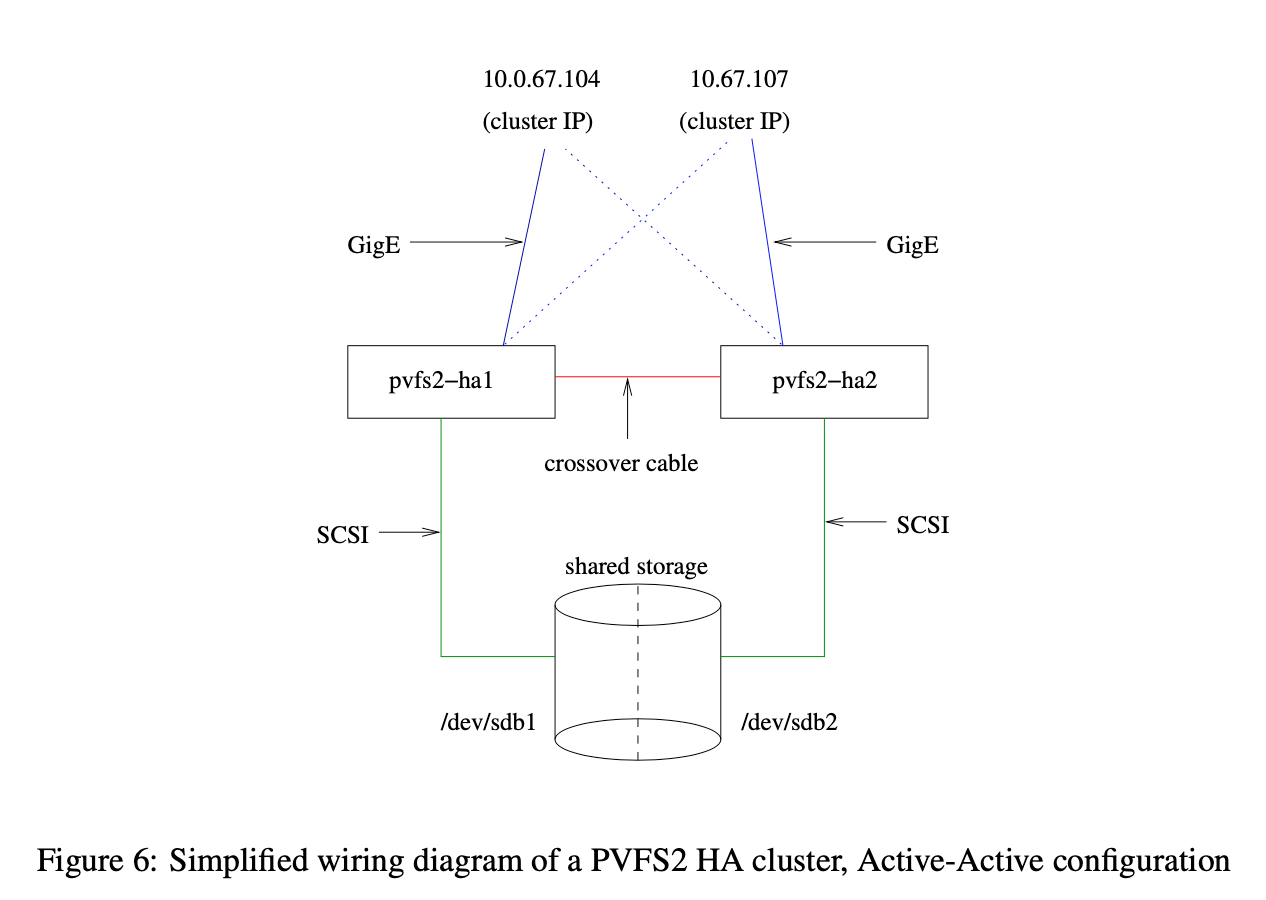 10.0.67.104
10.67.107
(cluster IP)
(cluster IP)
GigE
GigE
pvfs2−ha1
pvfs2−ha2
crossover cable
SCSI
SCSI
shared storage
/dev/sdb1
/dev/sdb2
Figure 6: Simplified wiring diagram of a PVFS2 HA cluster, Active-Active configuration